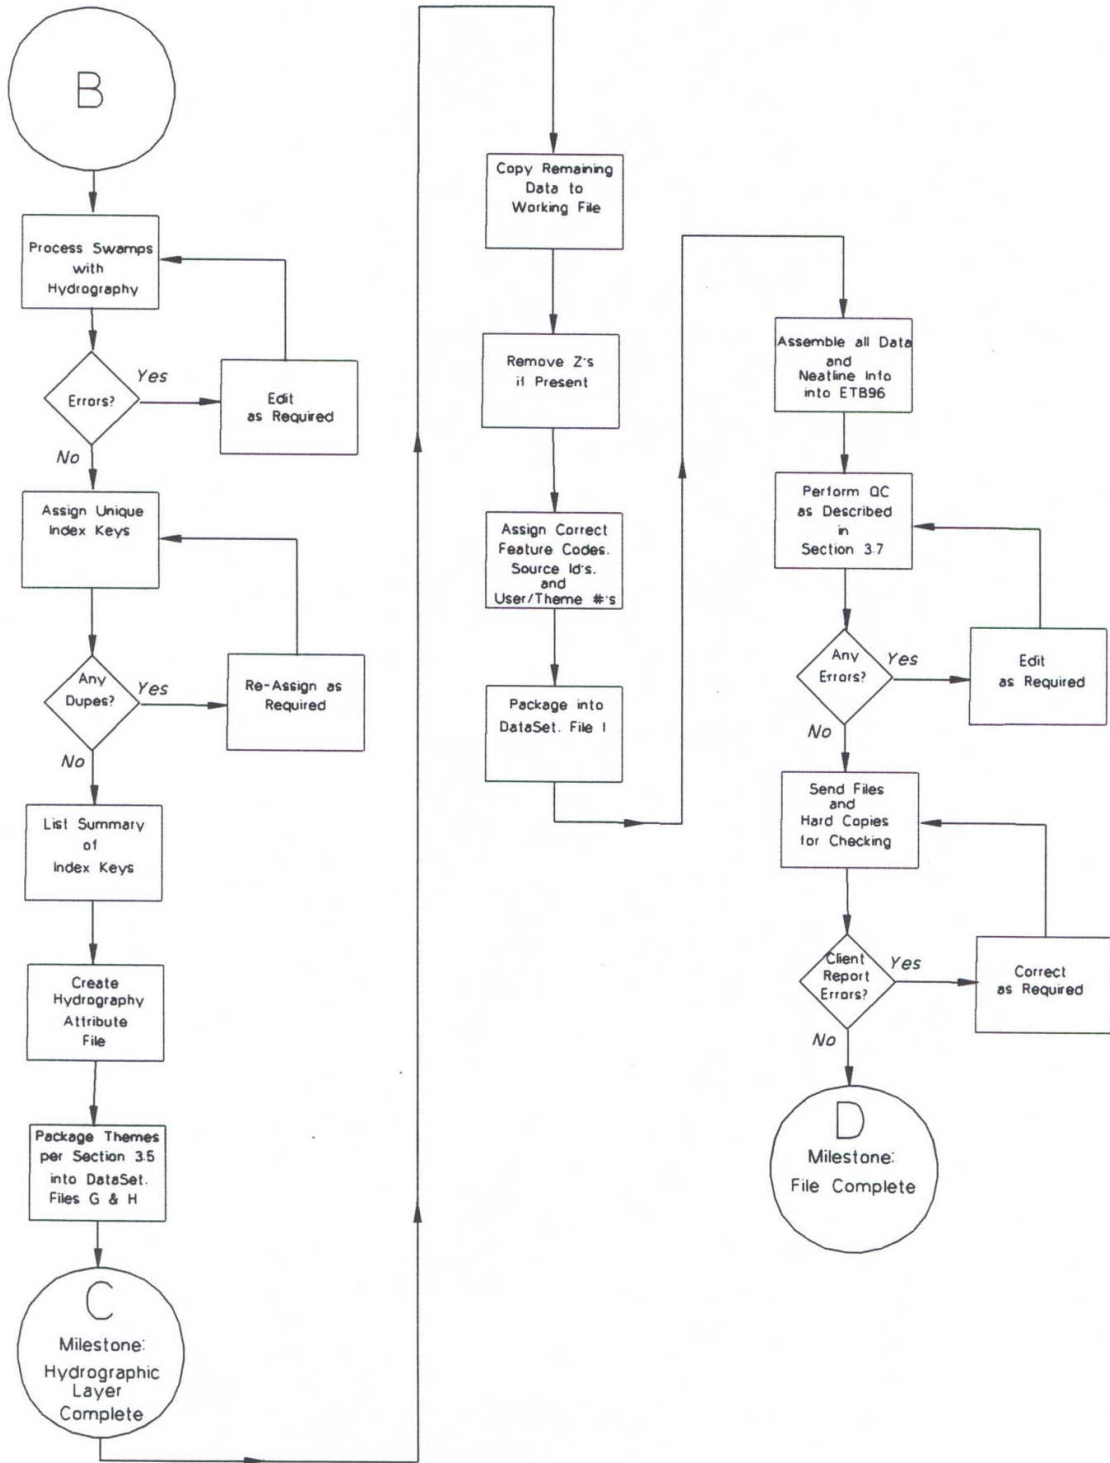 B
Process Swamps
with
Hydrography
Errors?
Yes
Edit
as Required
No
Assign Unique
Index Keys
Any
Dupes?
Yes
Re-Assign as
Required
No
List Summary
of
Index Keys
Create
Hydrography
Attribute
File
Package Themes
per Section 3.5
into DataSet.
Files G & H
C
Milestone:
Hydrographic
Layer
Complete
Copy Remaining
Data to
Working File
Remove Z's
if Present
Assign Correct
Feature Codes.
Source Id's.
and
User/Theme #'s
Package into
DataSet. File I
Assemble all Data
and
Neatline Info
into ETB96
Perform QC
as Described
in
Section 3.7
Any
Errors?
Yes
Edit
as Required
No
Send Files
and
Hard Copies
for Checking
Client
Report
Errors?
Yes
Correct
as Required
No
D
Milestone:
File Complete